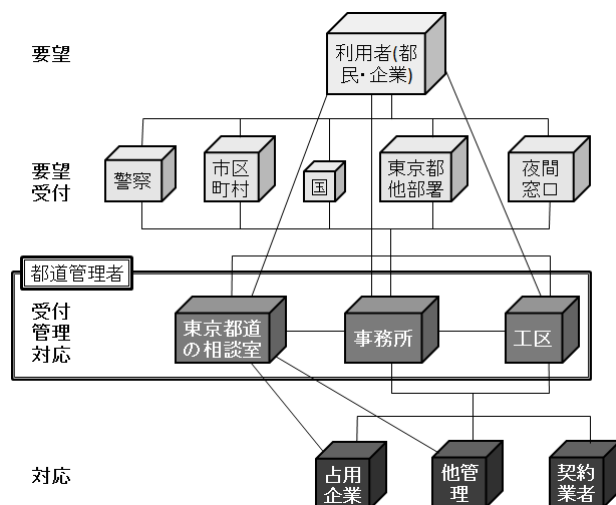 要望
利用者(都
民・企業)
要望
受付
警察
市区
町村
国
東京都
他部署
夜間
窓口
都道管理者
受付
管理
対応
東京都道
の相談室
事務所
工区
対応
占用
企業
他管
理
契約
業者